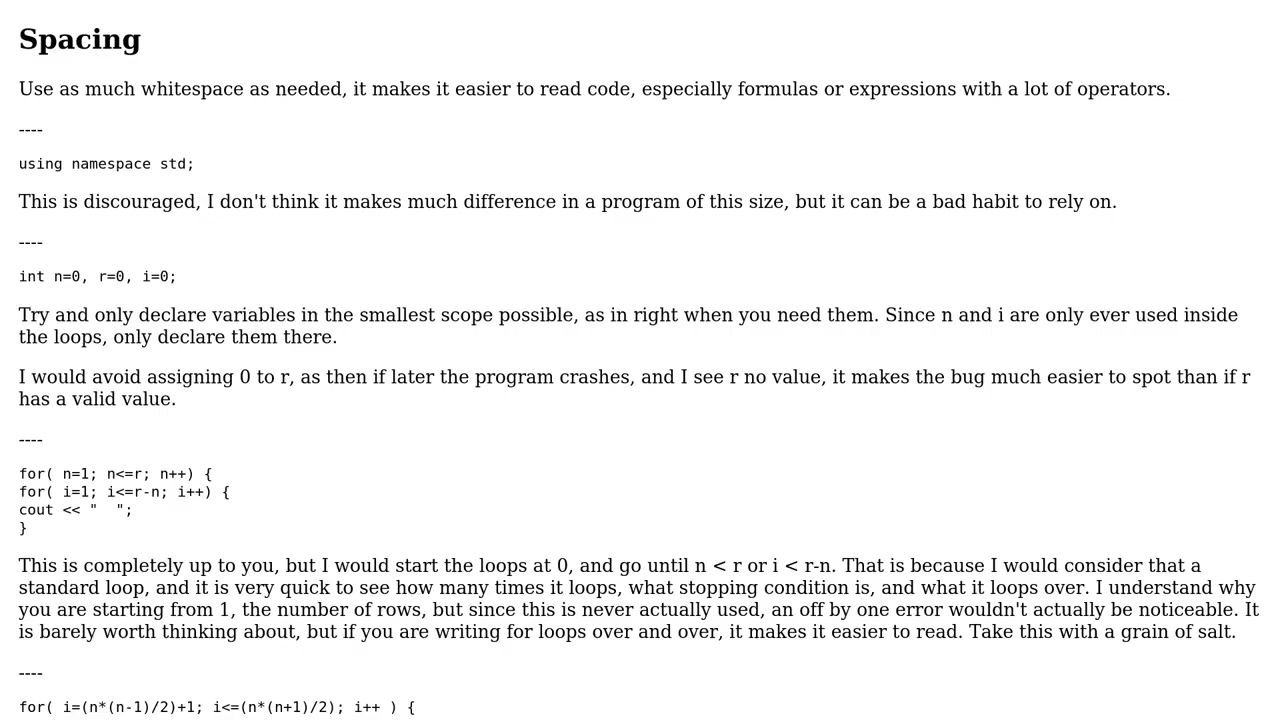 Spacing
Use as much whitespace as needed, it makes it easier to read code, especially formulas or expressions with a lot of operators.
----
using namespace std;
This is discouraged, I don't think it makes much difference in a program of this size, but it can be a bad habit to rely on.
----
int n=0, r=0, i=0;
Try and only declare variables in the smallest scope possible, as in right when you need them. Since n and i are only ever used inside
the loops, only declare them there.
I would avoid assigning 0 to r, as then if later the program crashes, and I see r no value, it makes the bug much easier to spot than if r
has a valid value.
----
for( n=1; n<=r; n++) {
for( i=1; i<=r-n; i++) {
cout << "  ";
}
This is completely up to you, but I would start the loops at 0, and go until n < r or i < r-n. That is because I would consider that a
standard loop, and it is very quick to see how many times it loops, what stopping condition is, and what it loops over. I understand why
you are starting from 1, the number of rows, but since this is never actually used, an off by one error wouldn't actually be noticeable. It
is barely worth thinking about, but if you are writing for loops over and over, it makes it easier to read. Take this with a grain of salt.
----
for( i=(n*(n-1)/2)+1; i<=(n*(n+1)/2); i++ ) {